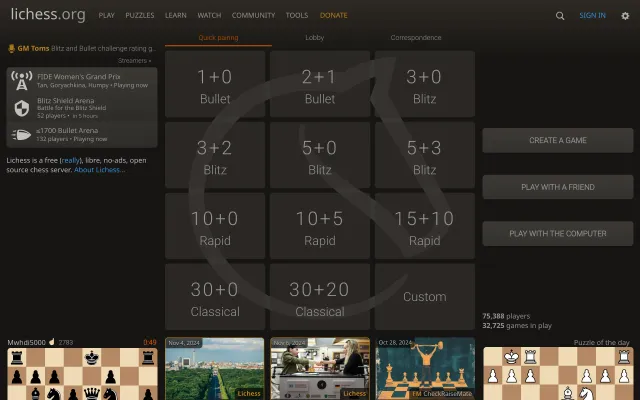 lichess.org PLAY PUZZLES LEARN WATCH COMMUNITY TOOLS DONATE SIGN IN
GM Toms Blitz and Bullet challenge rating g..
Streamers »
FIDE Women's Grand Prix
Tan, Goryachkina, Humpy • Playing now
Blitz Shield Arena
Battle for the Blitz Shield
52 players • in 5 hours
≤1700 Bullet Arena
132 players • Playing now
Lichess is a free (really), libre, no-ads, open
source chess server. About Lichess...
Quick pairing Lobby Correspondence
1+0 2+1 3+0
Bullet Bullet Blitz
3+2 5+0 5+3
Blitz Blitz Blitz
10+0 10+5 15+10
Rapid Rapid Rapid
30+0 30+20 Custom
Classical Classical
CREATE A GAME
PLAY WITH A FRIEND
PLAY WITH THE COMPUTER
75,388 players
32,725 games in play
Mwhdi5000 2783 0:49
Nov 4, 2024 Nov 6, 2024 Oct 28, 2024
Puzzle of the day
Lichess Lichess FM CheckRaiseMate